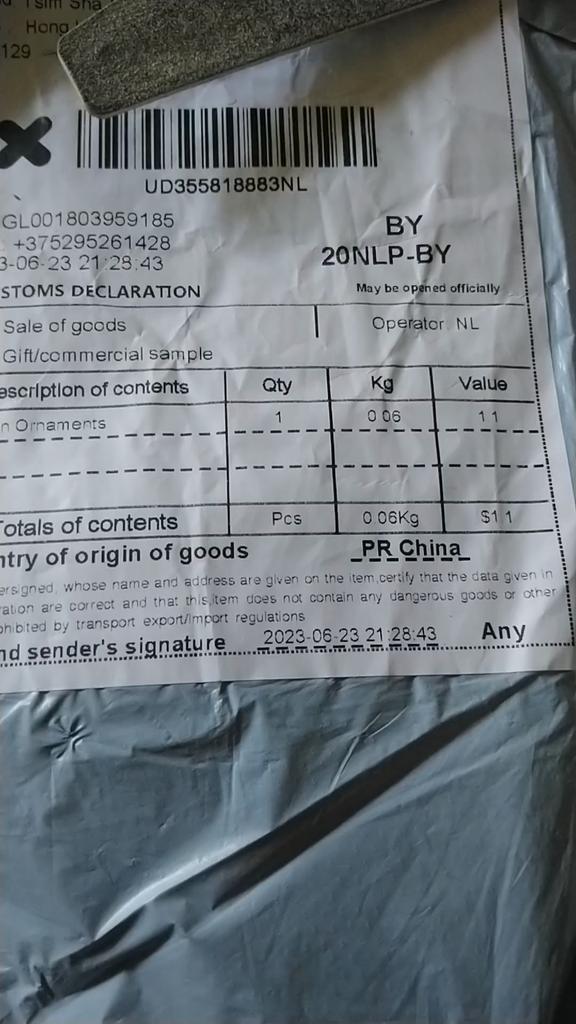 Tsim Sha
Hong
129
UD355818883NL
GL001803959185
+375295261428
3-06-23 21:28:43
BY
20NLP-BY
STOMS DECLARATION
May be opened officially
Sale of goods
Operator NL
Gift/commercial sample
escription of contents Qty Kg Value
n Ornaments 1 0 06 1 1
otals of contents Pcs 0 06Kg $1 1
ntry of origin of goods PR China
ersigned, whose name and address are given on the item,certify that the data given in
ration are correct and that this,item does not contain any dangerous goods or other
ohibited by transport export/import regulations
nd sender's signature 2023-06-23 21:28:43 Any